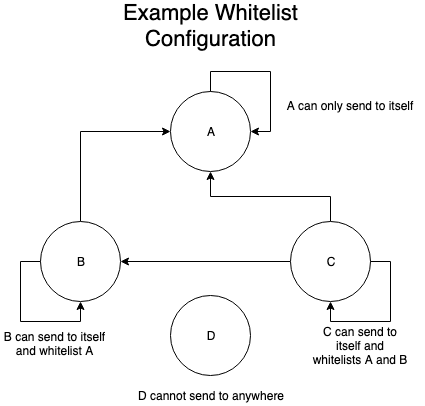 Example Whitelist
Configuration
A
A can only send to itself
B
C
B can send to itself
and whitelist A
D
C can send to
itself and
whitelists A and B
D cannot send to anywhere